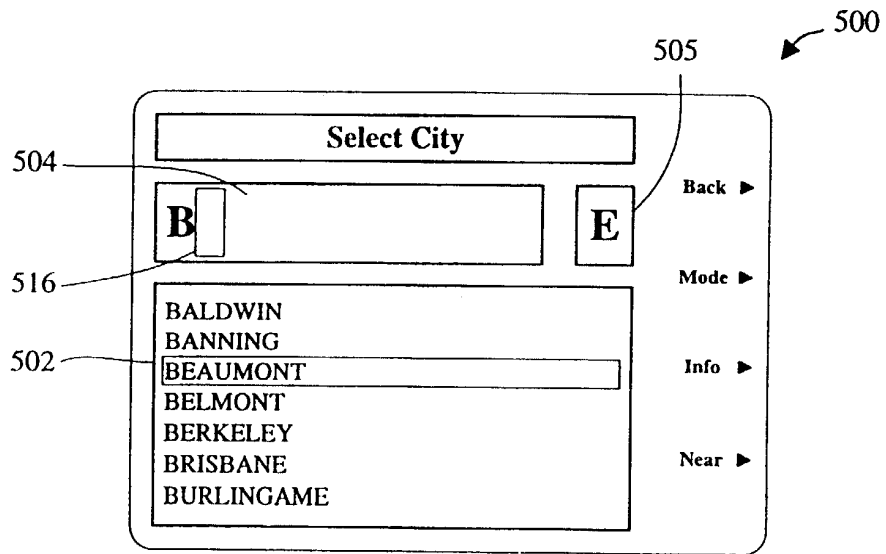 500
505
Select City
504
Back ▶
B
E
516
Mode ▶
BALDWIN
BANNING
502
BEAUMONT
Info ▶
BELMONT
BERKELEY
BRISBANE
Near ▶
BURLINGAME